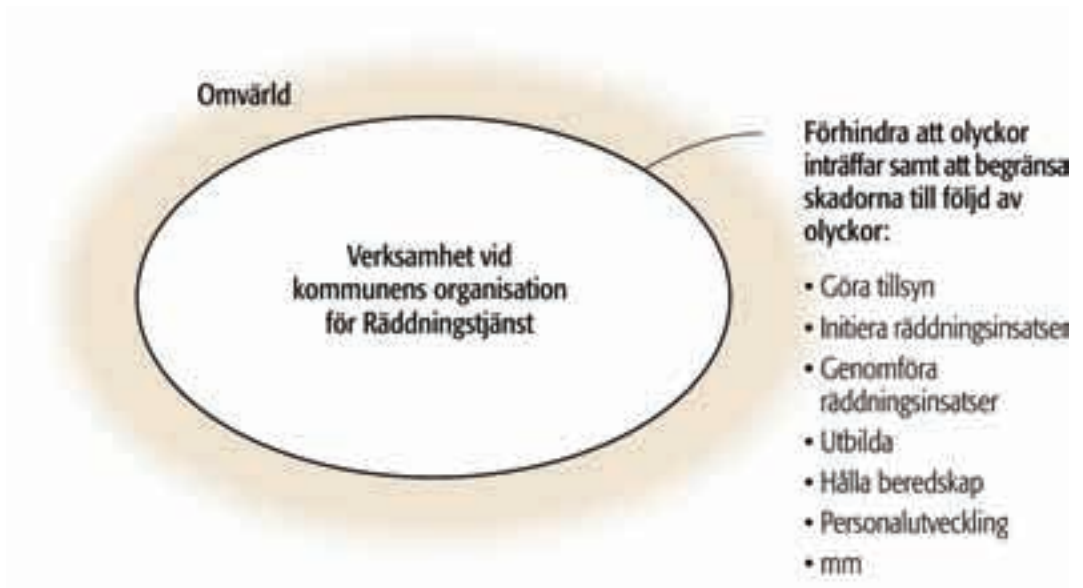 Omvärld
Verksamhet vid
kommunens organisation
för Räddningstjänst
Förhindra att olyckor
inträffar samt att begränsa
skadorna till följd av
olyckor:
• Göra tillsyn
• Initiera räddningsinsatser
• Genomföra
räddningsinsatser
• Utbilda
• Hålla beredskap
• Personalutveckling
• mm